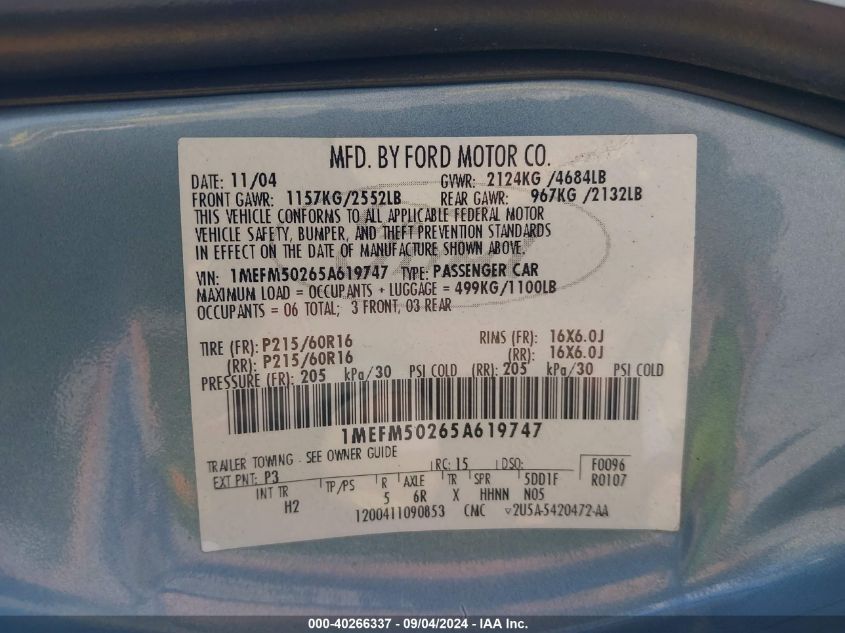 MFD. BY FORD MOTOR CO.
DATE: 11/04 GVWR: 2124KG /4684LB
FRONT GAWR: 1157KG/2552LB REAR GAWR: 967KG /2132LB
THIS VEHICLE CONFORMS TO ALL APPLICABLE FEDERAL MOTOR
VEHICLE SAFETY, BUMPER, AND THEFT PREVENTION STANDARDS
IN EFFECT ON THE DATE OF MANUFACTURE SHOWN ABOVE.
VIN: 1MEFM50265A619747 TYPE: PASSENGER CAR
MAXIMUM LOAD = OCCUPANTS + LUGGAGE = 499KG/1100LB
OCCUPANTS = 06 TOTAL; 3 FRONT, 03 REAR
TIRE (FR): P215/60R16 RIMS (FR): 16X6.0J
(RR): P215/60R16 (RR): 16X6.0J
PRESSURE (FR): 205 kPa/30 PSI COLD (RR): 205 kPa/30 PSI COLD
1MEFM50265A619747
TRAILER TOWING - SEE OWNER GUIDE
RC: 15 DSO: F0096
EXT PNT: P3 R0107
INT TR TP/PS R AXLE TR SPR 5DD1F
H2 5 6R X HHNN N05
1200411090853 CMC ▽2U5A-5420472-AA
000-40266337 - 09/04/2024 - IAA Inc.